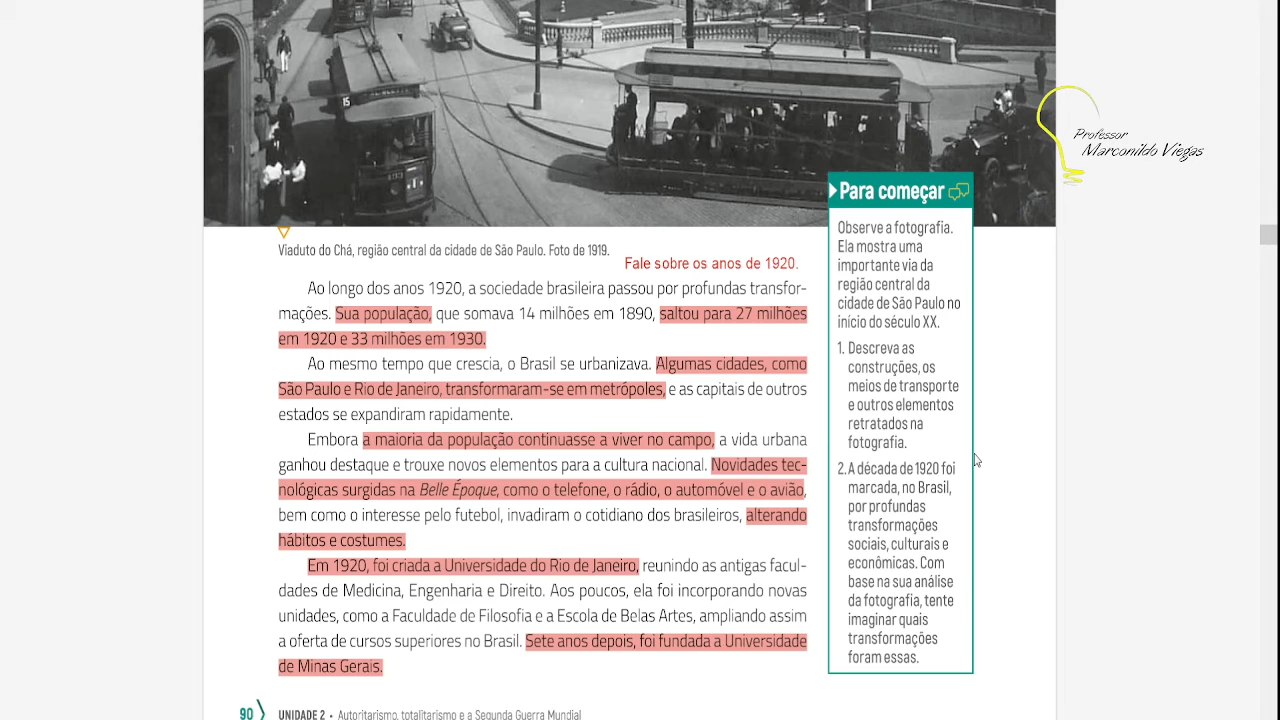 15
Professor
Marconildo Viegas
Viaduto do Chá, região central da cidade de São Paulo. Foto de 1919.
Fale sobre os anos de 1920.
Ao longo dos anos 1920, a sociedade brasileira passou por profundas transfor-
mações. Sua população, que somava 14 milhões em 1890, saltou para 27 milhões
em 1920 e 33 milhões em 1930.
Ao mesmo tempo que crescia, o Brasil se urbanizava. Algumas cidades, como
São Paulo e Rio de Janeiro, transformaram-se em metrópoles, e as capitais de outros
estados se expandiram rapidamente.
Embora a maioria da população continuasse a viver no campo, a vida urbana
ganhou destaque e trouxe novos elementos para a cultura nacional. Novidades tec-
nológicas surgidas na Belle Époque, como o telefone, o rádio, o automóvel e o avião,
bem como o interesse pelo futebol, invadiram o cotidiano dos brasileiros, alterando
hábitos e costumes.
Em 1920, foi criada a Universidade do Rio de Janeiro, reunindo as antigas facul-
dades de Medicina, Engenharia e Direito. Aos poucos, ela foi incorporando novas
unidades, como a Faculdade de Filosofia e a Escola de Belas Artes, ampliando assim
a oferta de cursos superiores no Brasil. Sete anos depois, foi fundada a Universidade
de Minas Gerais.
Para começar
Observe a fotografia.
Ela mostra uma
importante via da
região central da
cidade de São Paulo no
início do século XX.
1. Descreva as
construções, os
meios de transporte
e outros elementos
retratados na
fotografia.
2. A década de 1920 foi
marcada, no Brasil,
por profundas
transformações
sociais, culturais e
econômicas. Com
base na sua análise
da fotografia, tente
imaginar quais
transformações
foram essas.
90 UNIDADE 2 • Autoritarismo, totalitarismo e a Segunda Guerra Mundial